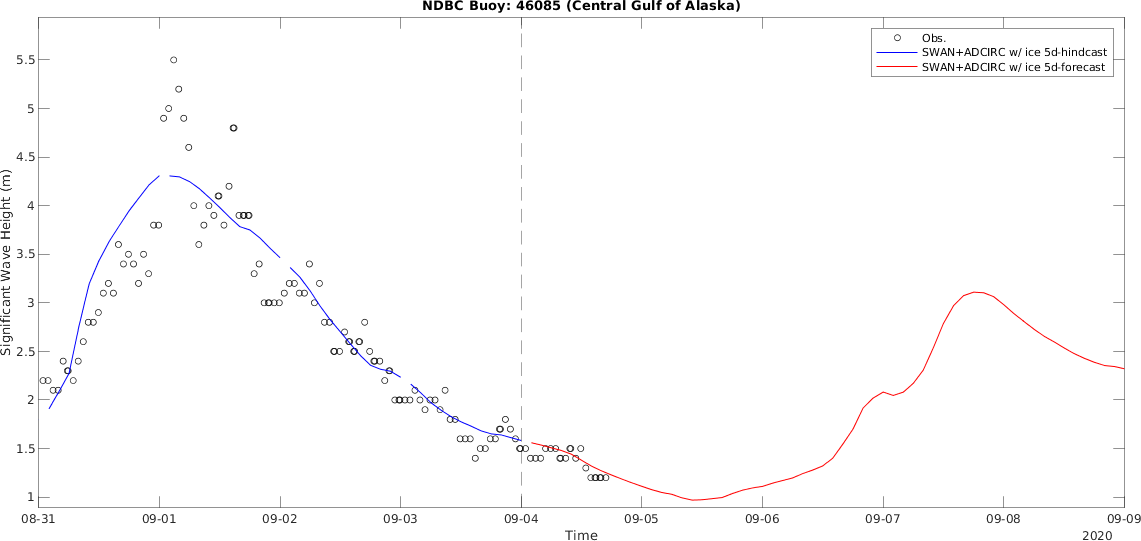 NDBC Buoy: 46085 (Central Gulf of Alaska)
Obs.
SWAN+ADCIRC w/ ice 5d-hindcast
SWAN+ADCIRC w/ ice 5d-forecast
Significant Wave Height (m)
5.5
5
4.5
4
3.5
3
2.5
2
1.5
1
08-31 09-01 09-02 09-03 09-04 09-05 09-06 09-07 09-08 09-09
Time
2020